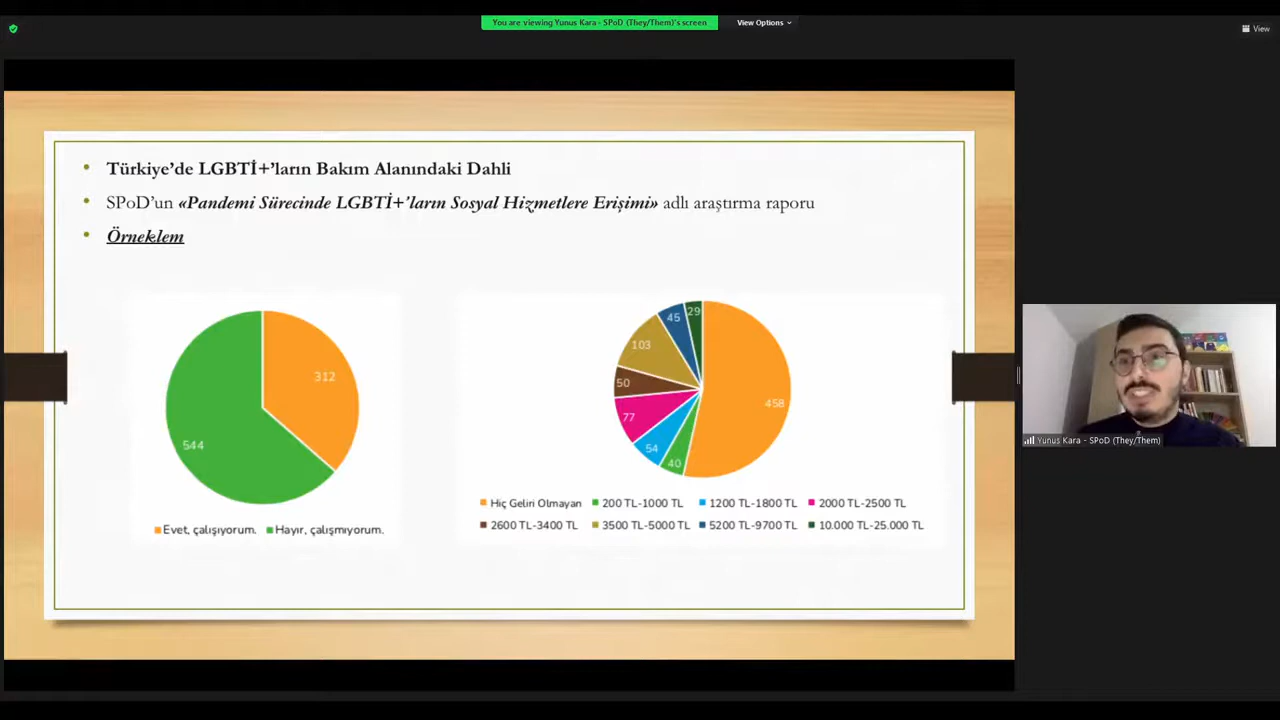 You are viewing Yunus Kara - SPoD (They/Them)'s screen
View Options
View
• Türkiye'de LGBTİ+'ların Bakım Alanındaki Dahli
• SPoD'un «Pandemi Sürecinde LGBTİ+'ların Sosyal Hizmetlere Erişimi» adlı araştırma raporu
• Örneklem
312
544
Evet, çalışıyorum. Hayır, çalışmıyorum.
29
45
103
50
77
54
40
458
Hiç Geliri Olmayan 200 TL-1000 TL 1200 TL-1800 TL 2000 TL-2500 TL
2600 TL-3400 TL 3500 TL-5000 TL 5200 TL-9700 TL 10.000 TL-25.000 TL
Yunus Kara - SPoD (They/Them)